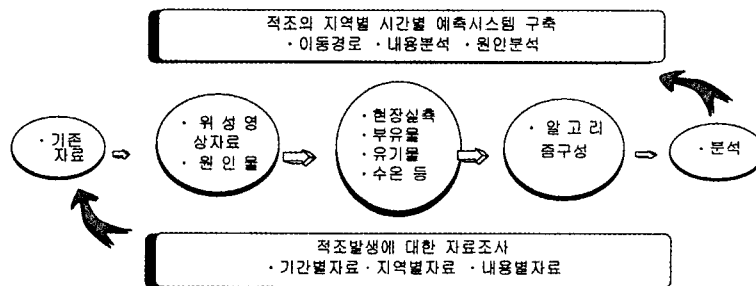 적조의 지역별 시간별 예측시스템 구축
· 이동경로 · 내용분석 · 원인분석
· 기존
자료
· 위성영
상자료
· 원인물
· 현장실측
· 부유물
· 유기물
· 수온 등
· 알고리
즘구성
· 분석
적조발생에 대한 자료조사
· 기간별자료 · 지역별자료 · 내용별자료